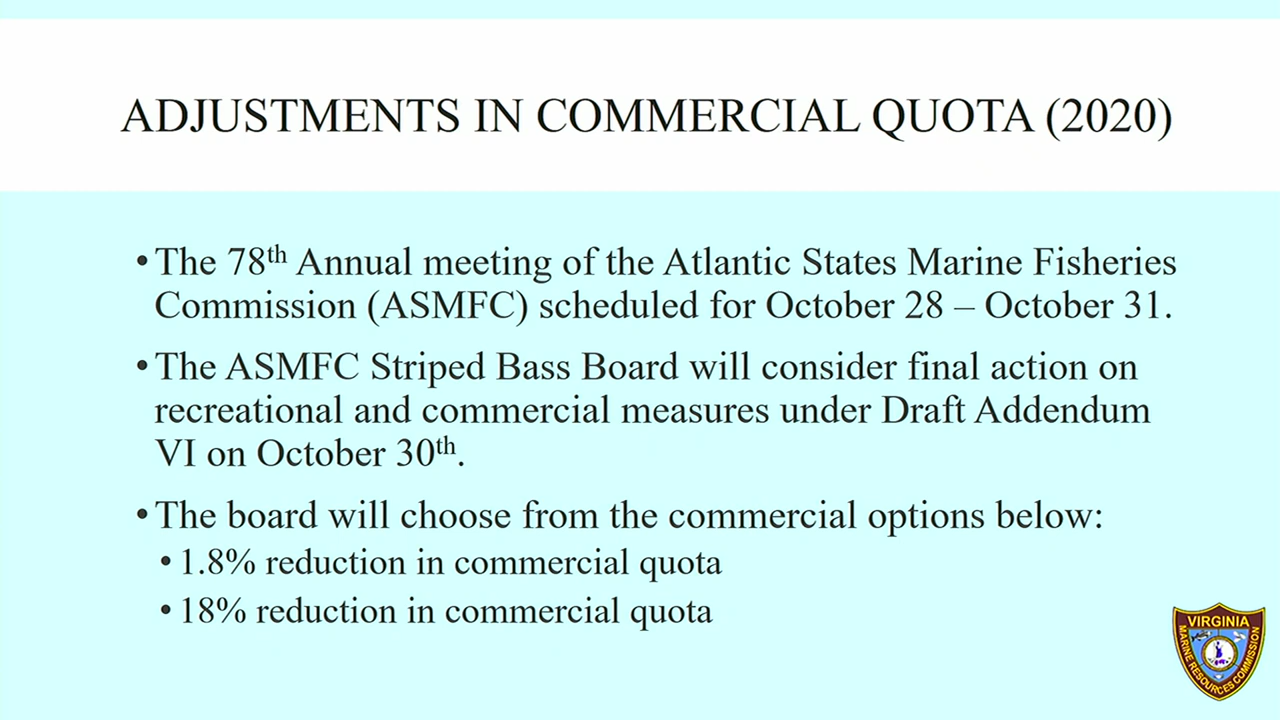 ADJUSTMENTS IN COMMERCIAL QUOTA (2020)
•The 78th Annual meeting of the Atlantic States Marine Fisheries
Commission (ASMFC) scheduled for October 28 – October 31.
•The ASMFC Striped Bass Board will consider final action on
recreational and commercial measures under Draft Addendum
VI on October 30th.
•The board will choose from the commercial options below:
•1.8% reduction in commercial quota
•18% reduction in commercial quota
VIRGINIA
MARINE RESOURCES COMMISSION